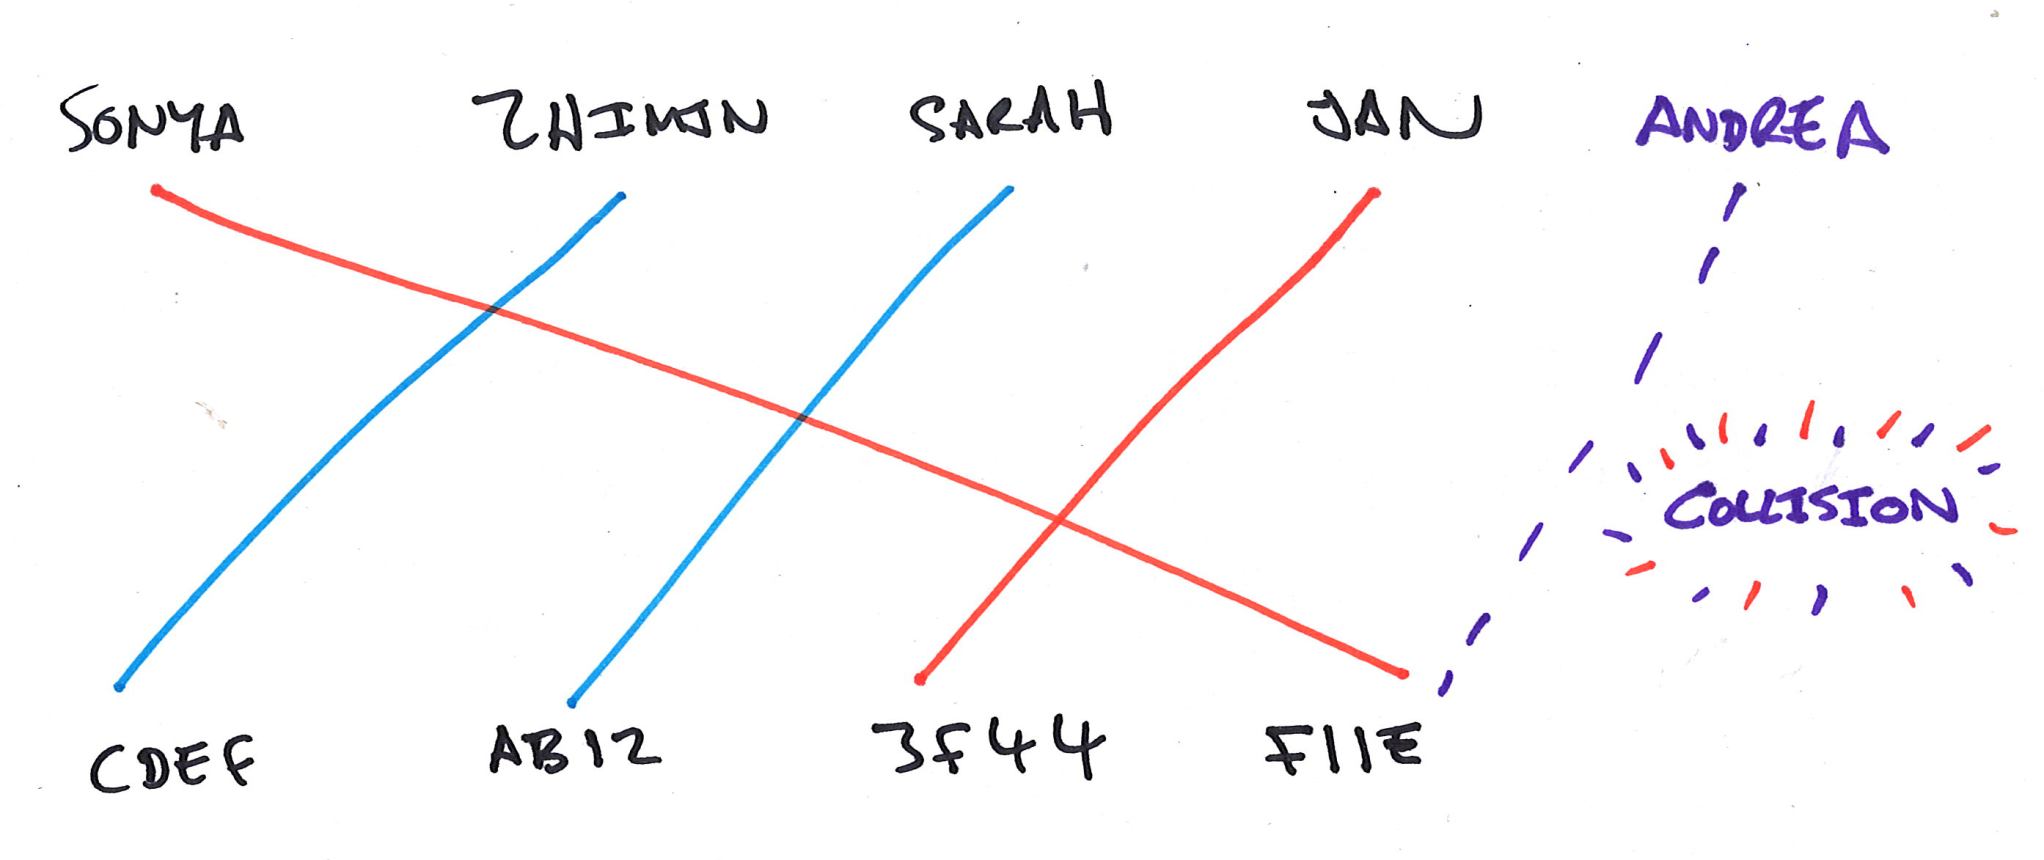 SONYA ZHIMIN SARAH JAN ANDREA
COLLISION
CDEF AB12 3F44 F11E